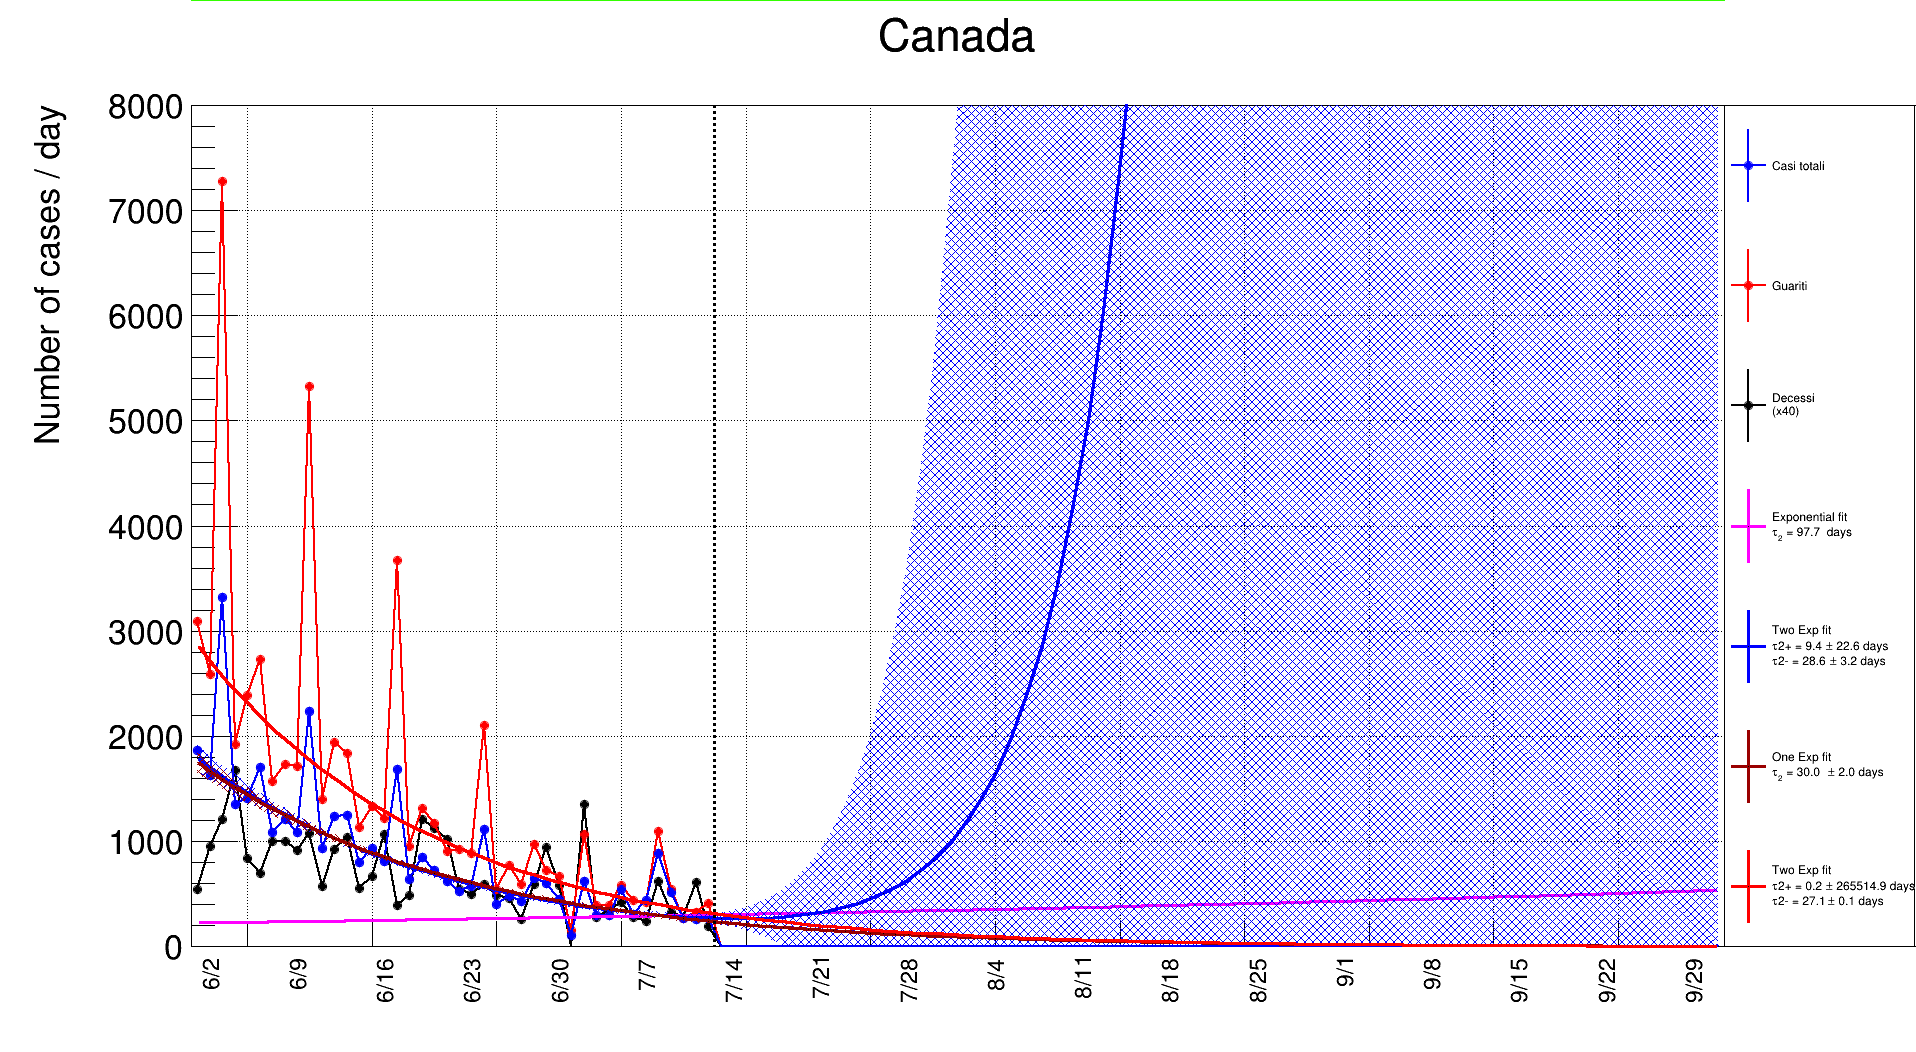 Canada
Number of cases / day
8000
7000
6000
5000
4000
3000
2000
1000
0
6/2
6/9
6/16
6/23
6/30
7/7
7/14
7/21
7/28
8/4
8/11
8/18
8/25
9/1
9/8
9/15
9/22
9/29
Casi totali
Guariti
Decessi
(x40)
Exponential fit
τ2 = 97.7 days
Two Exp fit
τ2+ = 9.4 ± 22.6 days
τ2- = 28.6 ± 3.2 days
One Exp fit
τ2 = 30.0 ± 2.0 days
Two Exp fit
τ2+ = 0.2 ± 265514.9 days
τ2- = 27.1 ± 0.1 days